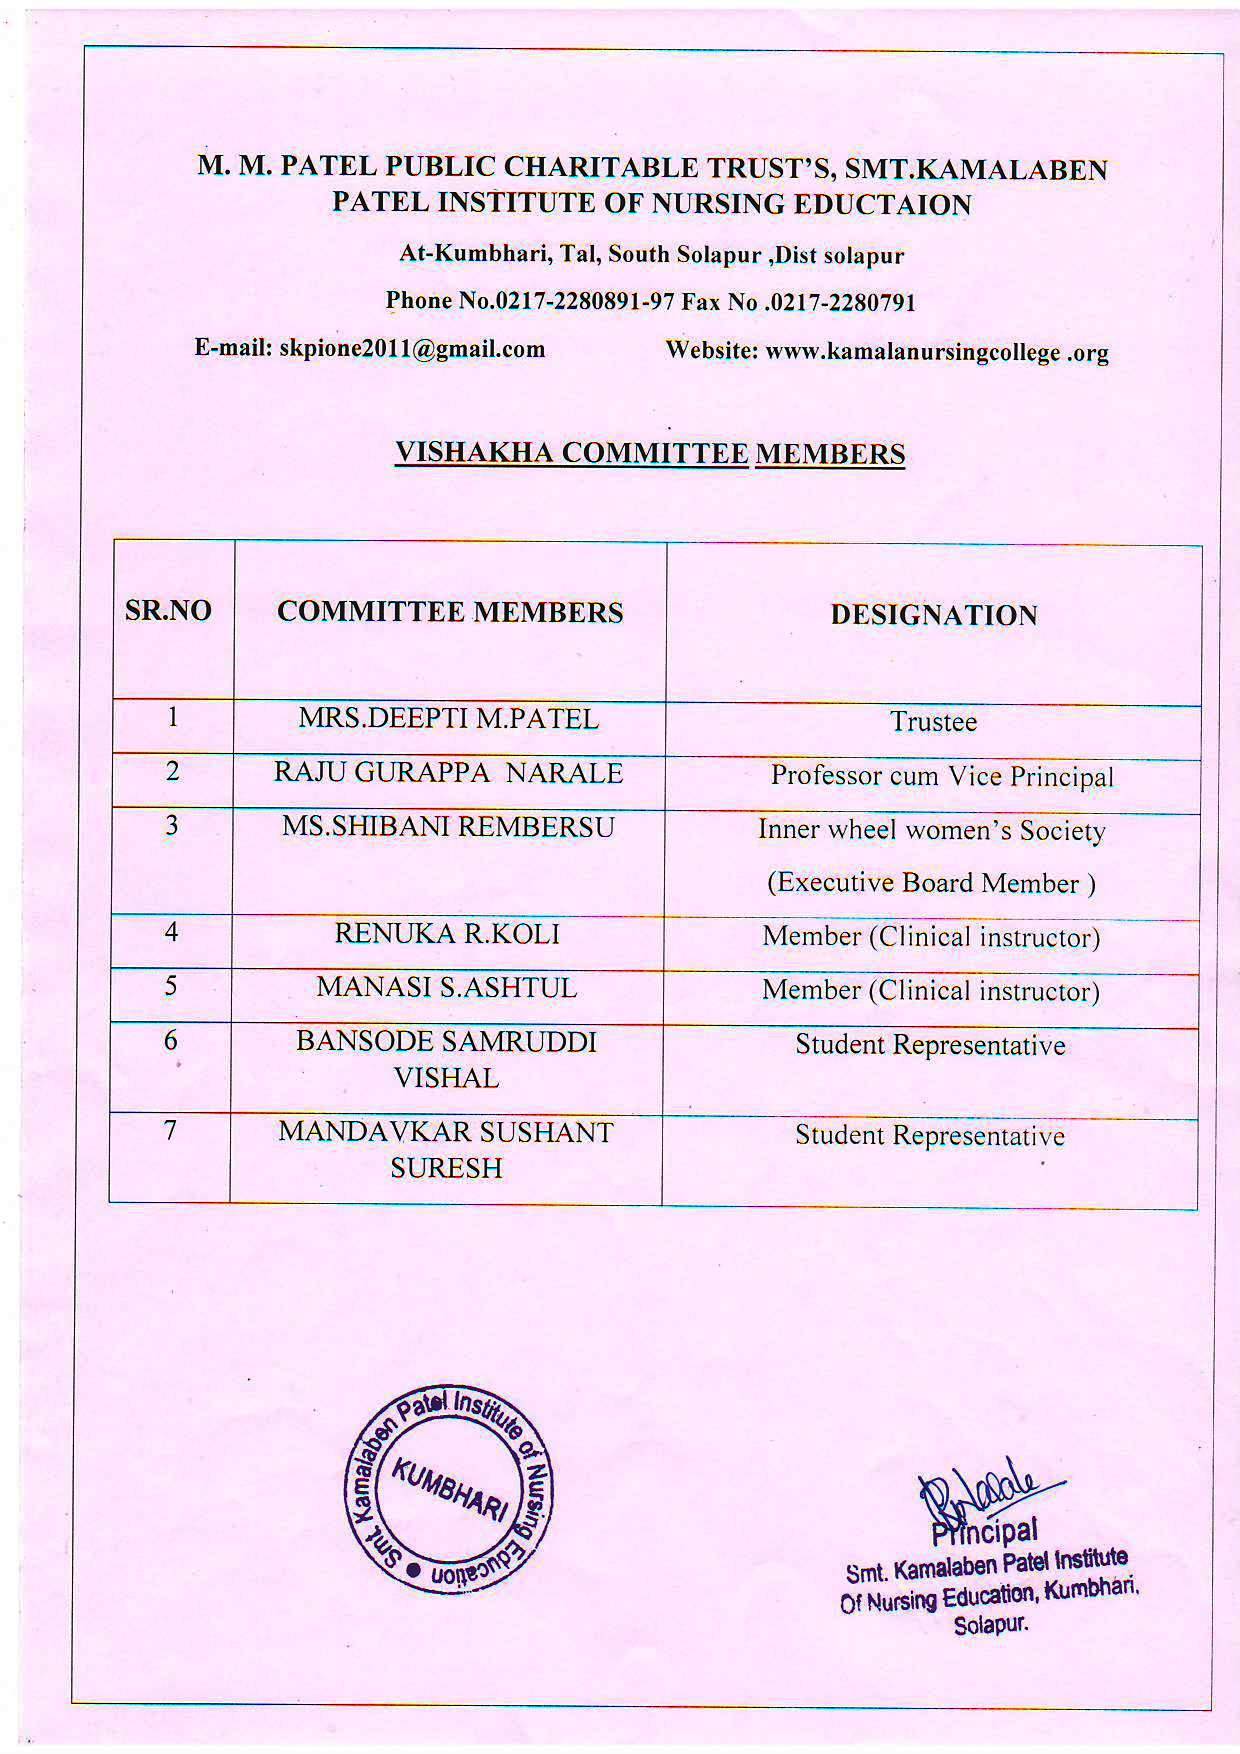 M. M. PATEL PUBLIC CHARITABLE TRUST'S, SMT.KAMALABEN
PATEL INSTITUTE OF NURSING EDUCTAION
At-Kumbhari, Tal, South Solapur ,Dist solapur
Phone No.0217-2280891-97 Fax No .0217-2280791
E-mail: skpione2011@gmail.com Website: www.kamalanursingcollege .org
VISHAKHA COMMITTEE MEMBERS
SR.NO COMMITTEE MEMBERS DESIGNATION
1 MRS.DEEPTI M.PATEL Trustee
2 RAJU GURAPPA NARALE Professor cum Vice Principal
3 MS.SHIBANI REMBERSU Inner wheel women's Society
(Executive Board Member )
4 RENUKA R.KOLI Member (Clinical instructor)
5 MANASI S.ASHTUL Member (Clinical instructor)
6 BANSODE SAMRUDDI Student Representative
VISHAL
7 MANDAVKAR SUSHANT Student Representative
SURESH
Smt. Kamalaben Patel Institute of Nursing Education
KUMBHARI
Principal
Smt. Kamalaben Patel Institute
Of Nursing Education, Kumbhari,
Solapur.